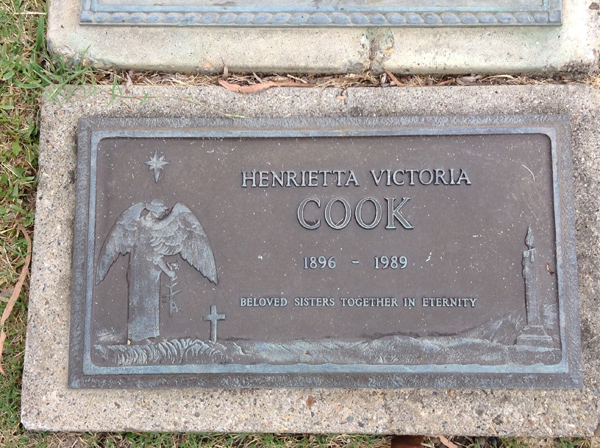 HENRIETTA VICTORIA
COOK
1896 - 1989
BELOVED SISTERS TOGETHER IN ETERNITY